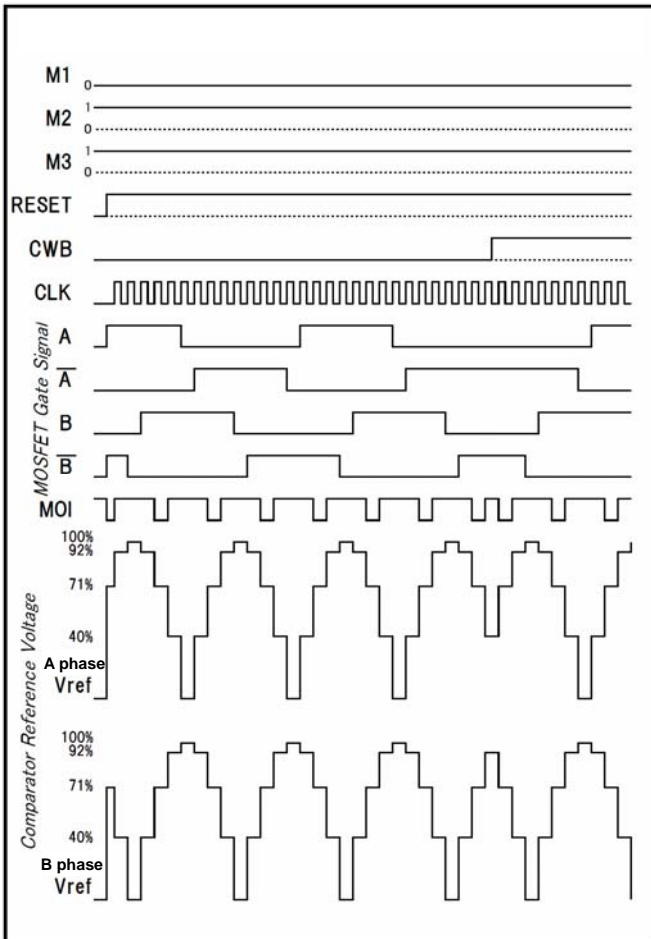 M1
0
1
M2
0
1
M3
0
RESET
CWB
CLK
MOSFET Gate Signal
A
A̅
B
B̅
MOI
Comparator Reference Voltage
100%
92%
71%
40%
A phase
Vref
100%
92%
71%
40%
B phase
Vref